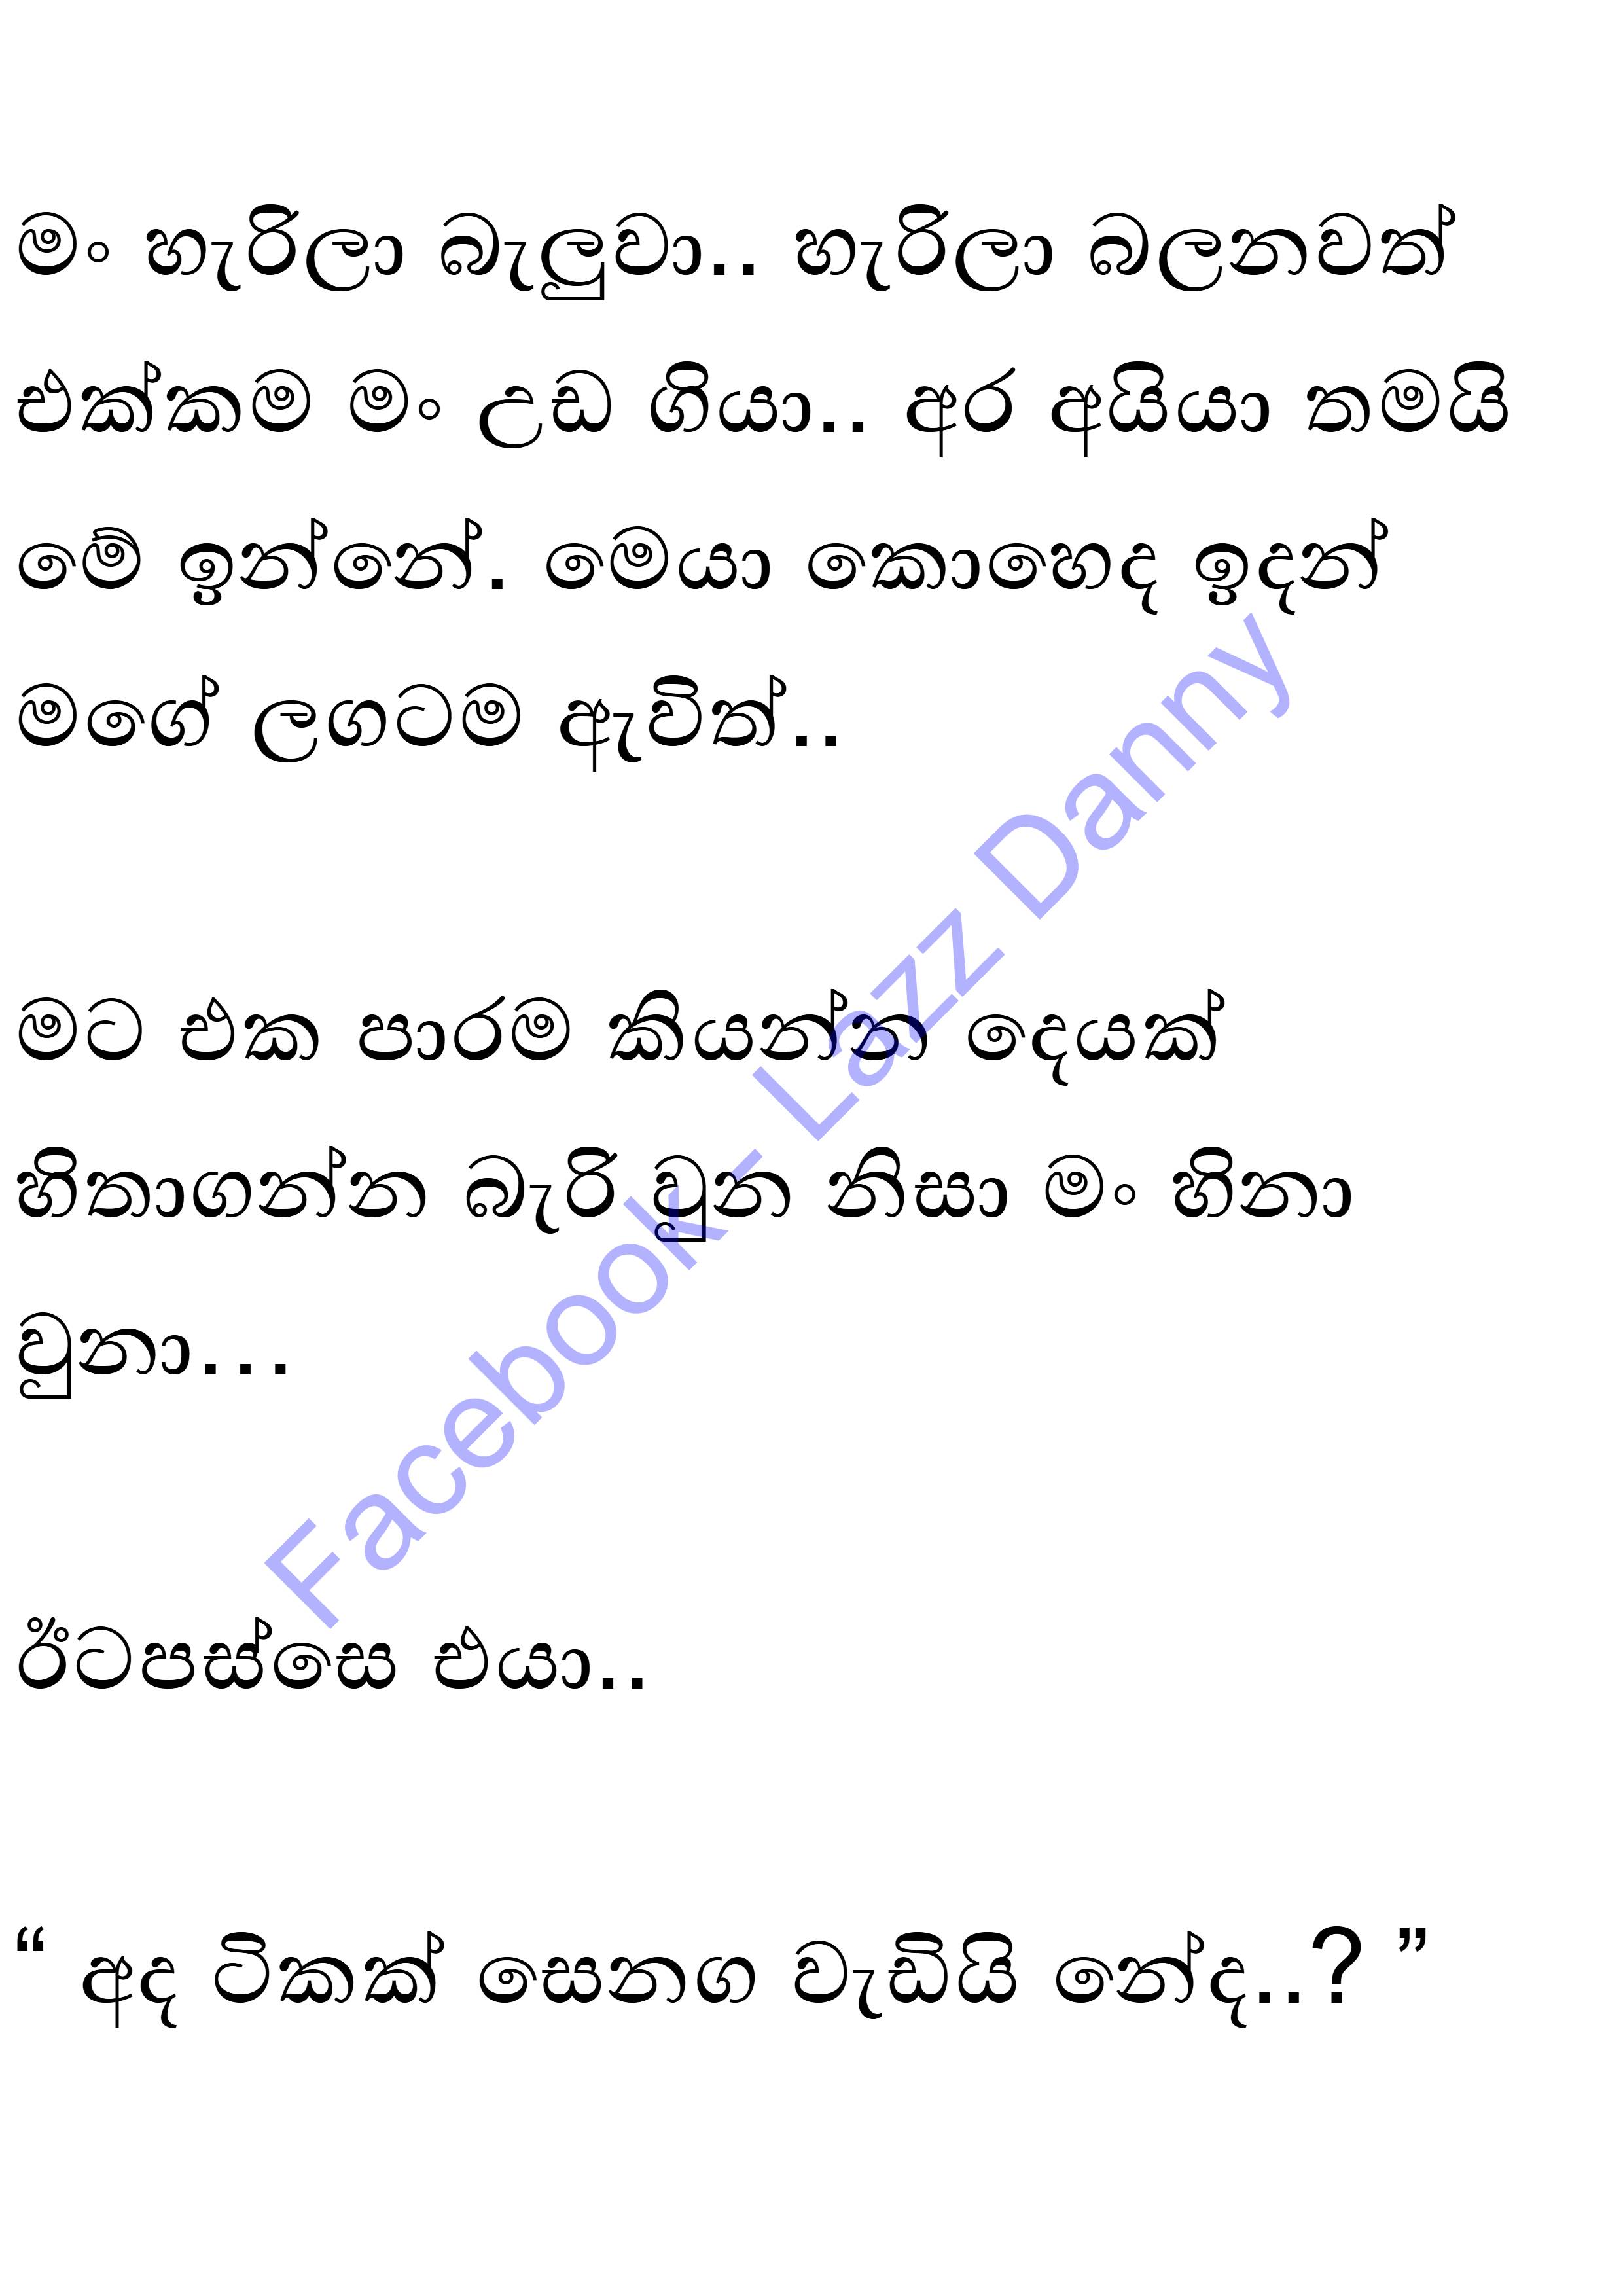 මං හැරිලා බැලුවා.. හැරිලා බලනවත්
එක්කම මං උඩ ගියා.. අර අයියා තමයි
මේ ඉන්නේ. මෙයා කොහෙද ඉදන්
මගේ ලගටම ඇවිත්..
මට එක පාරම කියන්න දෙයක්
හිතාගන්න බැරි වුන නිසා මං හිනා
වුනා...
ඊටපස්සෙ එයා..
“ අද ටිකක් සෙනග වැඩියි නේද..? ”
Facebook - Lazz Danny